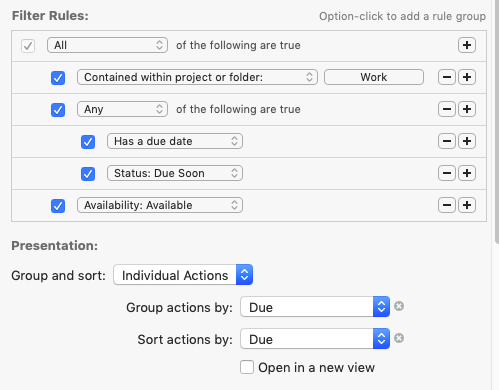 Filter Rules: Option-click to add a rule group
All of the following are true
Contained within project or folder: Work
Any of the following are true
Has a due date
Status: Due Soon
Availability: Available
Presentation:
Group and sort: Individual Actions
Group actions by: Due
Sort actions by: Due
Open in a new view